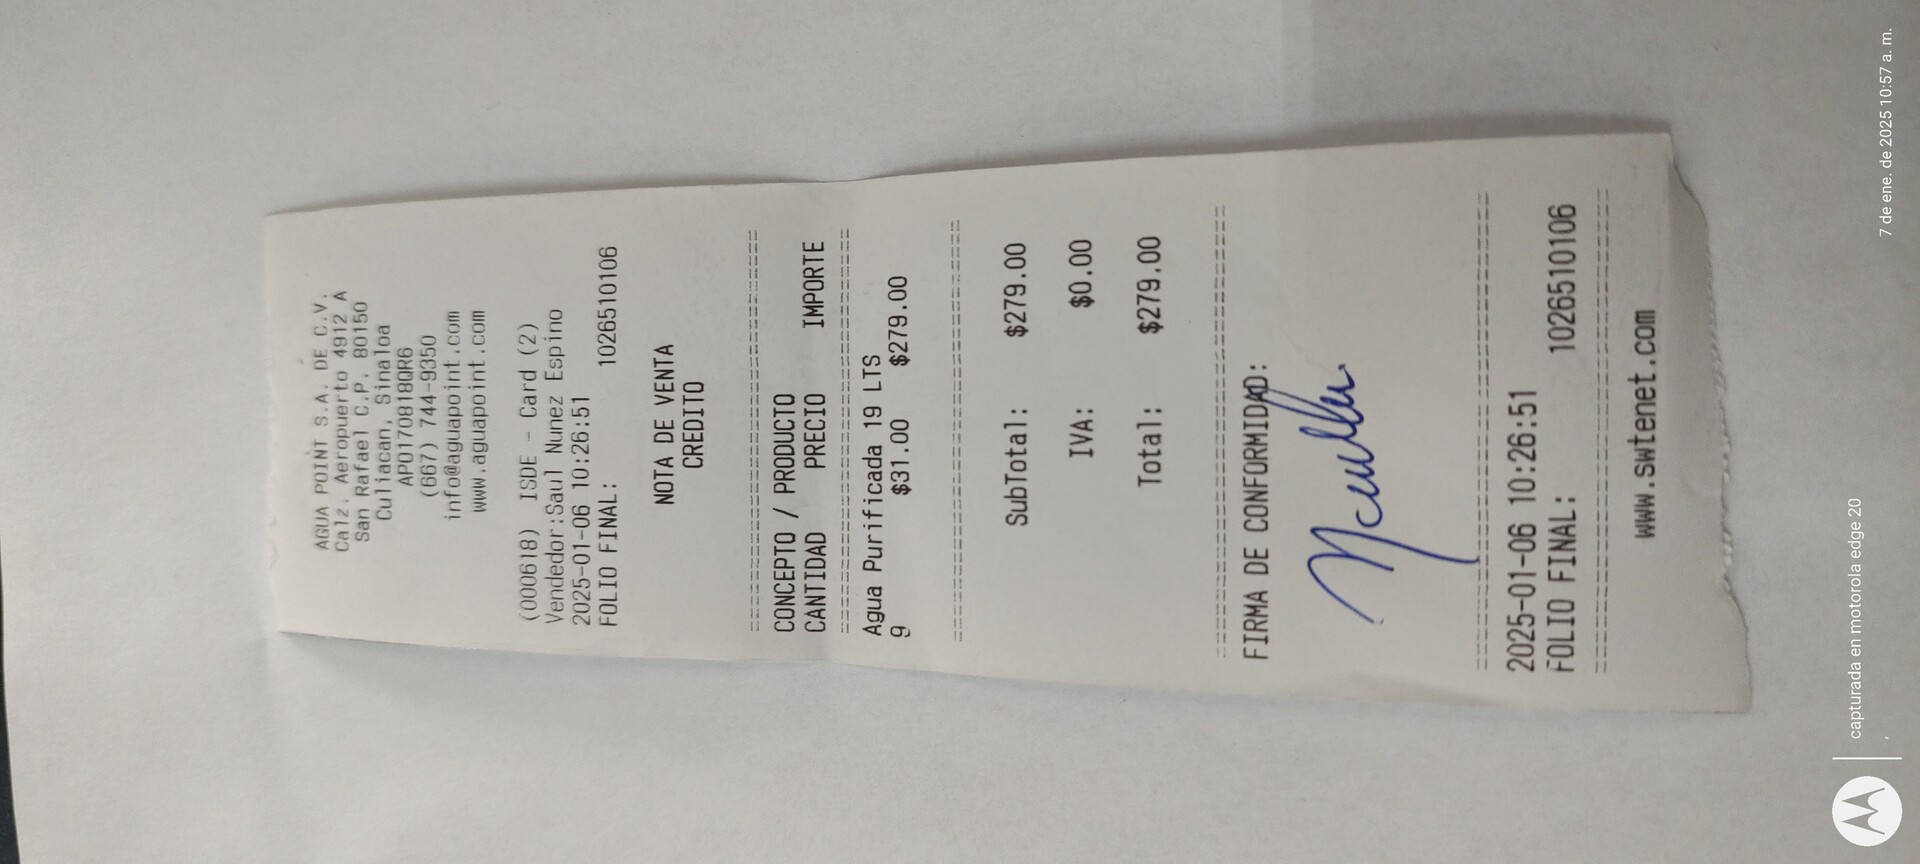 AGUA POINT S.A. DE C.V.
Calz. Aeropuerto 4912 A
San Rafael C.P. 80150
Culiacan, Sinaloa
APO170818QR6
(667) 744-9350
info@aguapoint.com
www.aguapoint.com
(000618) ISDE - Card (2)
Vendedor:Saul Nunez Espino
2025-01-06 10:26:51
FOLIO FINAL: 1026510106
NOTA DE VENTA
CREDITO
CONCEPTO / PRODUCTO
CANTIDAD PRECIO IMPORTE
Agua Purificada 19 LTS
9 $31.00 $279.00
SubTotal: $279.00
IVA: $0.00
Total: $279.00
FIRMA DE CONFORMIDAD:
2025-01-06 10:26:51
FOLIO FINAL: 1026510106
www.swtenet.com
capturada en motorola edge 20
7 de ene. de 2025 10:57 a. m.